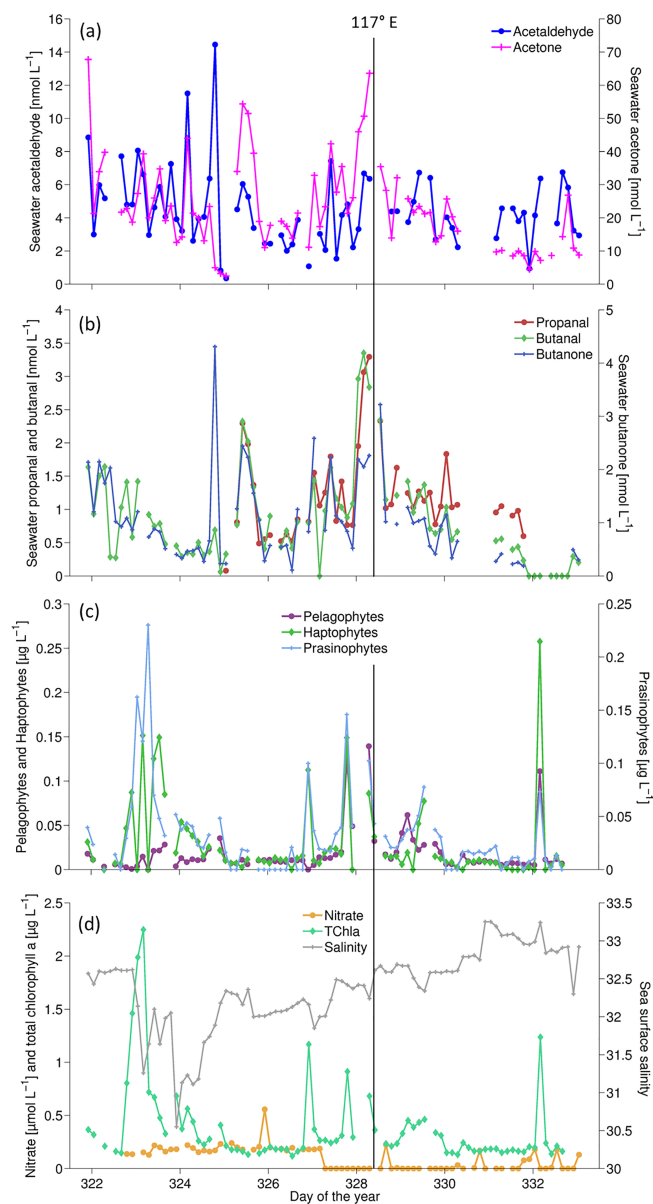 117° E
(a)
Acetaldehyde
Acetone
Seawater acetaldehyde [nmol L⁻¹]
16
14
12
10
8
6
4
2
0
80
70
60
50
40
30
20
10
0
Seawater acetone [nmol L⁻¹]
(b)
Propanal
Butanal
Butanone
Seawater propanal and butanal [nmol L⁻¹]
4
3.5
3
2.5
2
1.5
1
0.5
0
5
4
3
2
1
0
Seawater butanone [nmol L⁻¹]
(c)
Pelagophytes
Haptophytes
Prasinophytes
Pelagophytes and Haptophytes [µg L⁻¹]
0.3
0.25
0.2
0.15
0.1
0.05
0
0.25
0.2
0.15
0.1
0.05
0
Prasinophytes [µg L⁻¹]
(d)
Nitrate
TChla
Salinity
Nitrate [µmol L⁻¹] and total chlorophyll a [µg L⁻¹]
2.5
2
1.5
1
0.5
0
33.5
33
32.5
32
31.5
31
30.5
30
Sea surface salinity
322
324
326
328
330
332
Day of the year